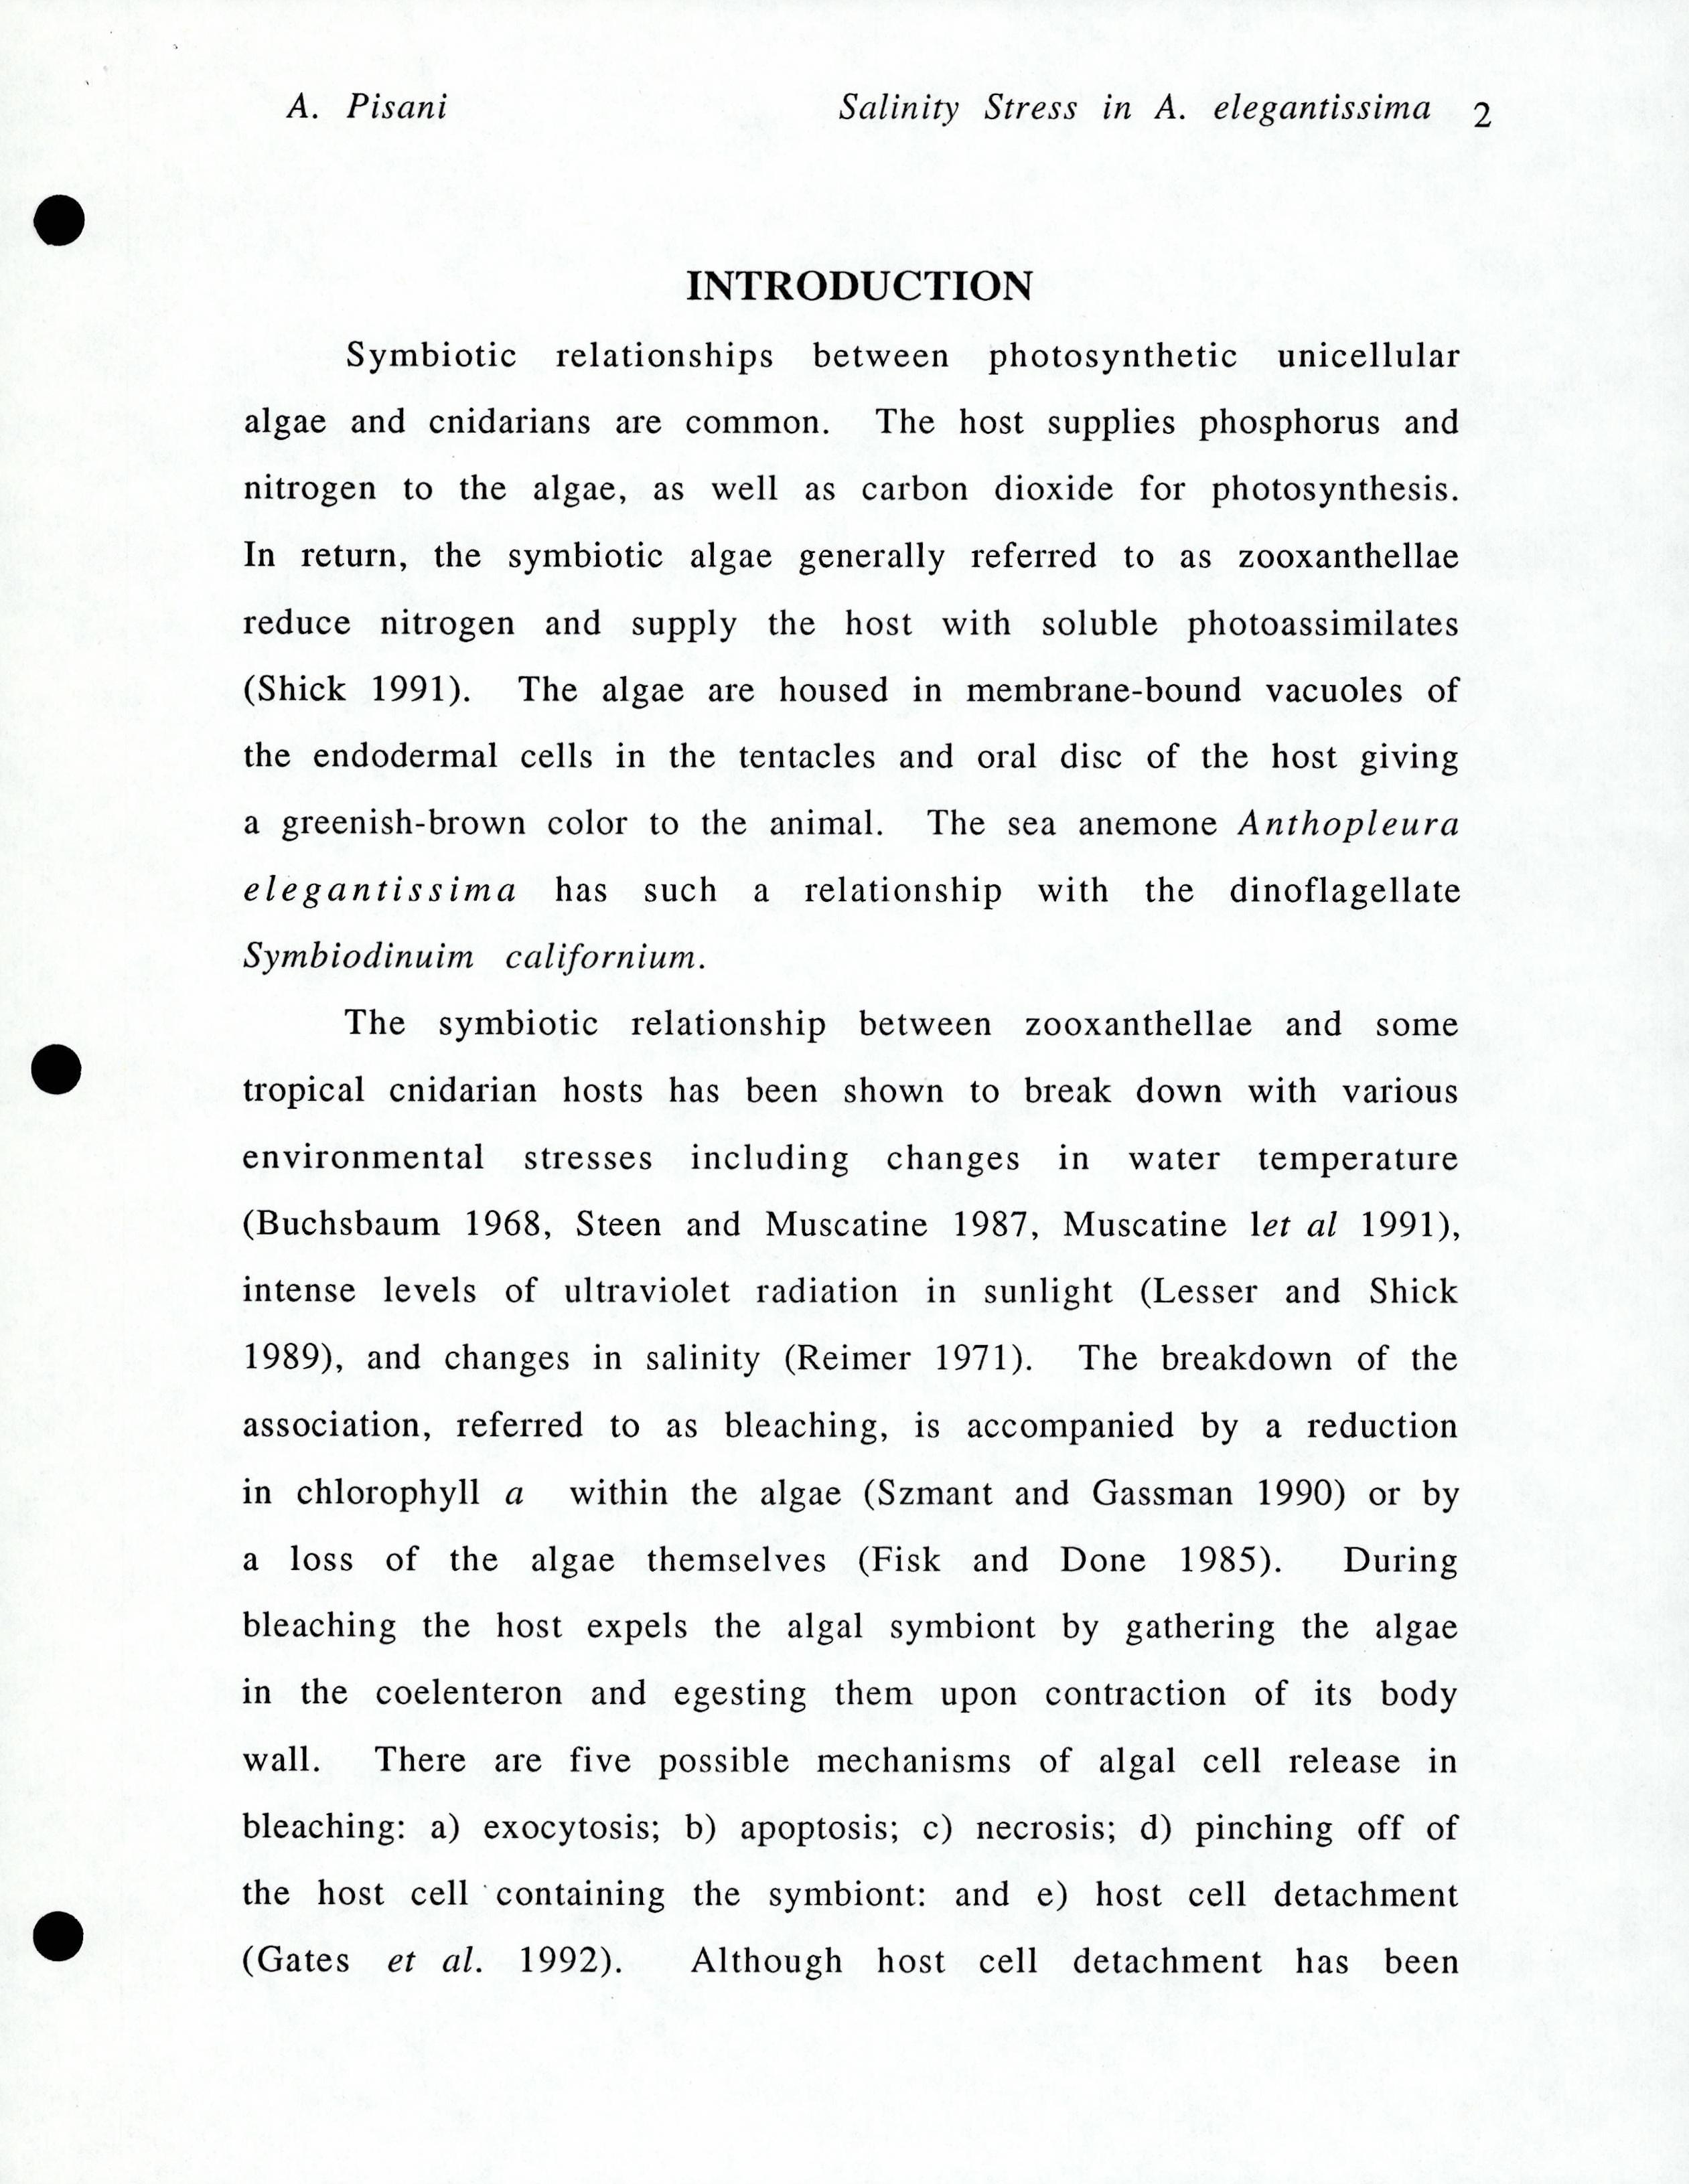 A. Pisani Salinity Stress in A. elegantissima 2
INTRODUCTION
Symbiotic relationships between photosynthetic unicellular
algae and cnidarians are common. The host supplies phosphorus and
nitrogen to the algae, as well as carbon dioxide for photosynthesis.
In return, the symbiotic algae generally referred to as zooxanthellae
reduce nitrogen and supply the host with soluble photoassimilates
(Shick 1991). The algae are housed in membrane-bound vacuoles of
the endodermal cells in the tentacles and oral disc of the host giving
a greenish-brown color to the animal. The sea anemone Anthopleura
elegantissima has such a relationship with the dinoflagellate
Symbiodinuim californium.
The symbiotic relationship between zooxanthellae and some
tropical cnidarian hosts has been shown to break down with various
environmental stresses including changes in water temperature
(Buchsbaum 1968, Steen and Muscatine 1987, Muscatine let al 1991),
intense levels of ultraviolet radiation in sunlight (Lesser and Shick
1989), and changes in salinity (Reimer 1971). The breakdown of the
association, referred to as bleaching, is accompanied by a reduction
in chlorophyll a within the algae (Szmant and Gassman 1990) or by
a loss of the algae themselves (Fisk and Done 1985). During
bleaching the host expels the algal symbiont by gathering the algae
in the coelenteron and egesting them upon contraction of its body
wall. There are five possible mechanisms of algal cell release in
bleaching: a) exocytosis; b) apoptosis; c) necrosis; d) pinching off of
the host cell containing the symbiont: and e) host cell detachment
(Gates et al. 1992). Although host cell detachment has been